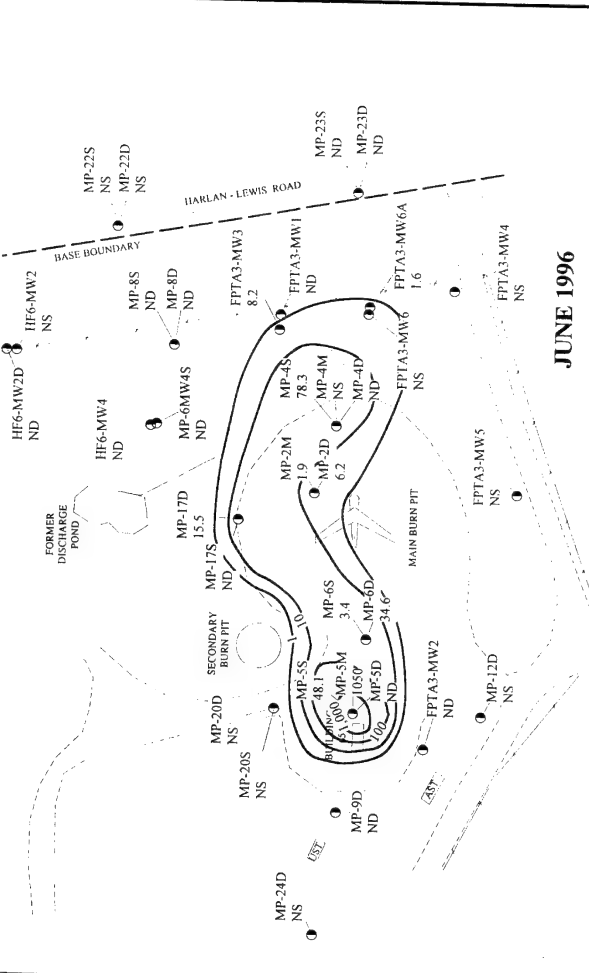 MP-22S
NS
MP-22D
NS
MP-23S
ND
MP-23D
ND
HARLAN - LEWIS ROAD
BASE BOUNDARY
HF6-MW2
NS
HF6-MW2D
ND
MP-8S
ND
MP-8D
ND
FPTA3-MW3
8.2
FPTA3-MW1
ND
FPTA3-MW6A
1.6
FPTA3-MW4
NS
FPTA3-MW6
NS
HF6-MW4
ND
MP-6MW4S
ND
MP-4S
78.3
MP-4M
NS
MP-4D
ND
MP-2M
1.9
MP-2D
6.2
FPTA3-MW5
NS
FORMER
DISCHARGE
POND
MP-17D
15.5
MP-17S
ND
MAIN BURN PIT
SECONDARY
BURN PIT
1
10
MP-6S
3.4
MP-6D
34.6
MP-5S
48.1
MP-5M
1050
MP-5D
ND
BUILDING
1,000
100
MP-20D
NS
MP-20S
NS
FPTA3-MW2
ND
MP-12D
NS
MP-9D
ND
UST
AST
MP-24D
NS
JUNE 1996